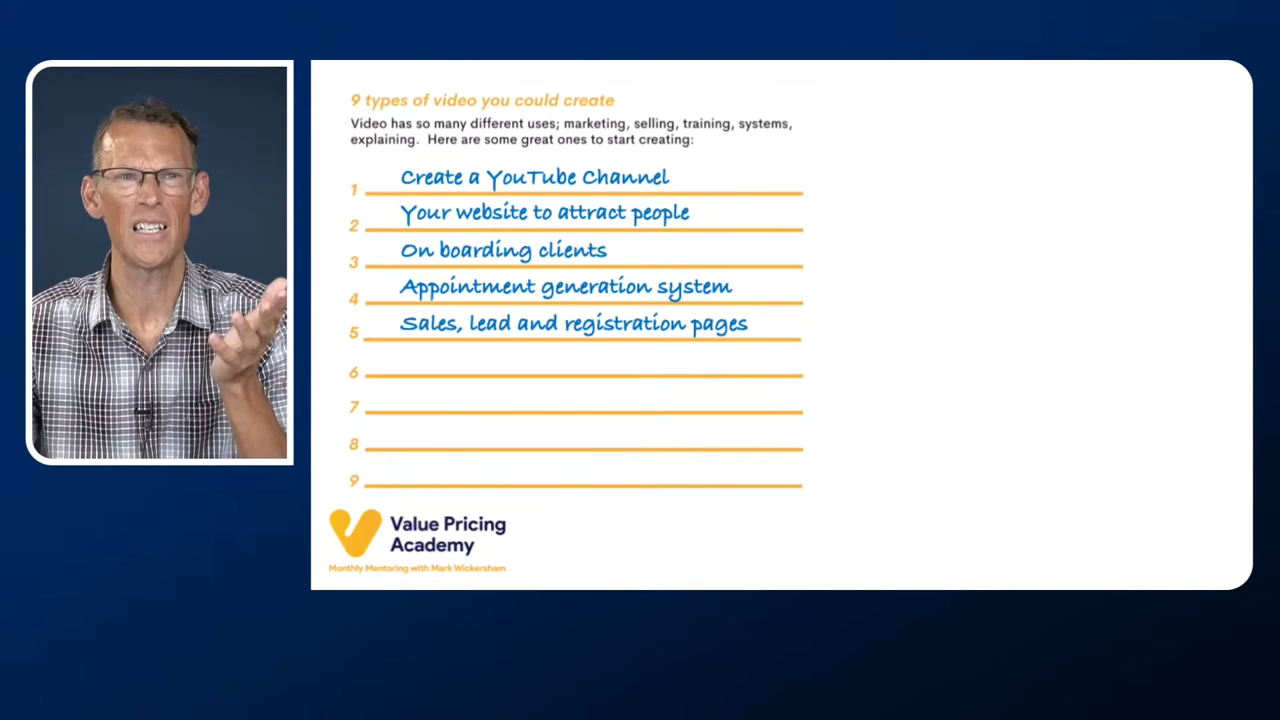 9 types of video you could create
Video has so many different uses; marketing, selling, training, systems,
explaining. Here are some great ones to start creating:
1 Create a YouTube Channel
2 Your website to attract people
3 On boarding clients
4 Appointment generation system
5 Sales, lead and registration pages
6
7
8
9
Value Pricing
Academy
Monthly Mentoring with Mark Wickersham